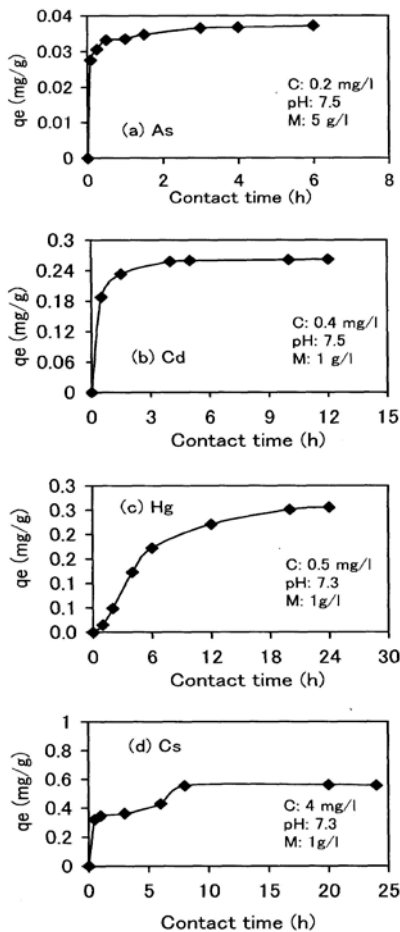 0.04
0.03
0.03
0.02
0.01
0.01
0
qe (mg/g)
C: 0.2 mg/l
pH: 7.5
M: 5 g/l
(a) As
0 2 4 6 8
Contact time (h)
0.3
0.24
0.18
0.12
0.06
0
qe (mg/g)
C: 0.4 mg/l
pH: 7.5
M: 1 g/l
(b) Cd
0 3 6 9 12 15
Contact time (h)
0.3
0.3
0.2
0.2
0.1
0.1
0.0
qe (mg/g)
(c) Hg
C: 0.5 mg/l
pH: 7.3
M: 1g/l
0 6 12 18 24 30
Contact time (h)
1
0.8
0.6
0.4
0.2
0
qe (mg/g)
(d) Cs
C: 4 mg/l
pH: 7.3
M: 1g/l
0 5 10 15 20 25
Contact time (h)